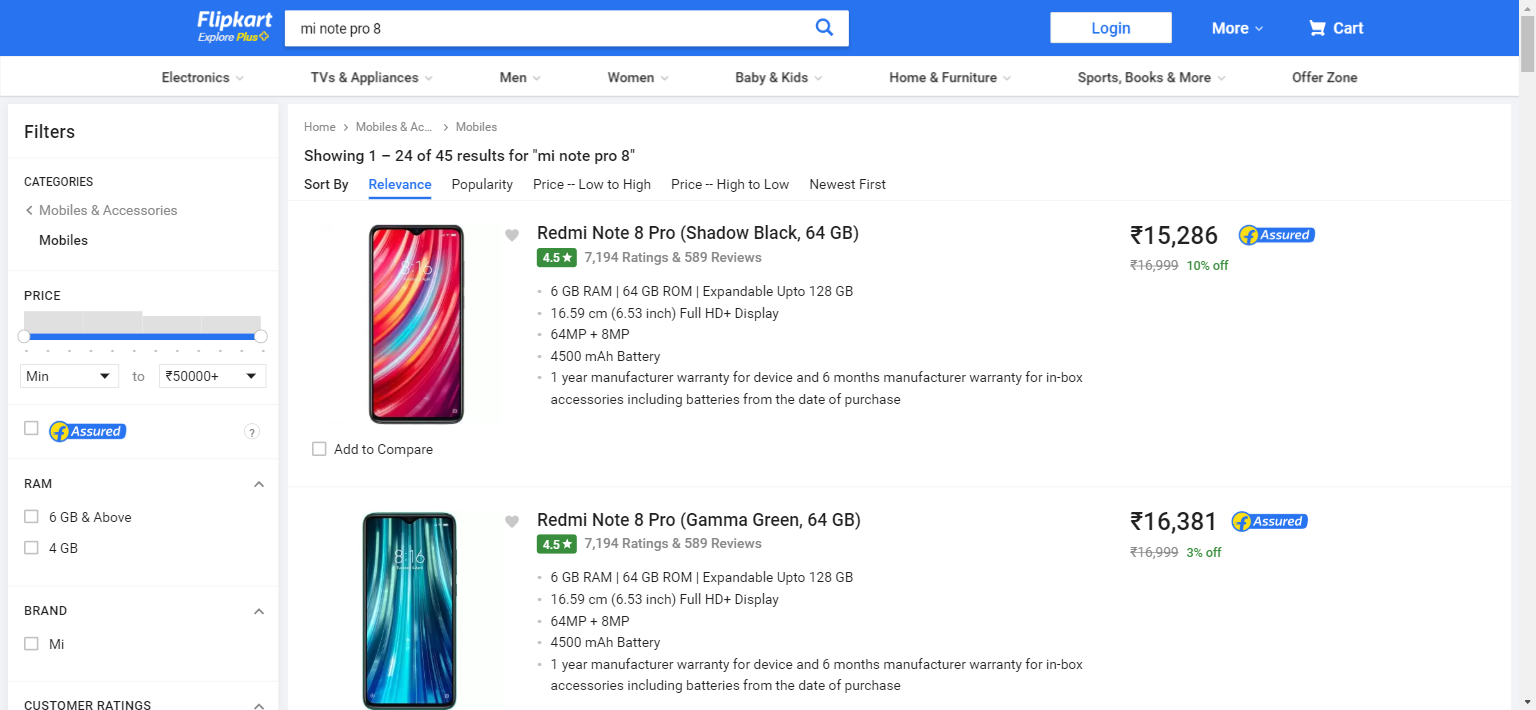 Flipkart
Explore Plus
mi note pro 8
Login
More
Cart
Electronics
TVs & Appliances
Men
Women
Baby & Kids
Home & Furniture
Sports, Books & More
Offer Zone
Filters
CATEGORIES
Mobiles & Accessories
Mobiles
PRICE
Min
to
₹50000+
Assured
?
RAM
6 GB & Above
4 GB
BRAND
Mi
CUSTOMER RATINGS
Home > Mobiles & Ac... > Mobiles
Showing 1 – 24 of 45 results for "mi note pro 8"
Sort By Relevance Popularity Price -- Low to High Price -- High to Low Newest First
8:16
Redmi Note 8 Pro (Shadow Black, 64 GB)
4.5★ 7,194 Ratings & 589 Reviews
6 GB RAM | 64 GB ROM | Expandable Upto 128 GB
16.59 cm (6.53 inch) Full HD+ Display
64MP + 8MP
4500 mAh Battery
1 year manufacturer warranty for device and 6 months manufacturer warranty for in-box
accessories including batteries from the date of purchase
₹15,286
Assured
₹16,999 10% off
Add to Compare
8:16
Redmi Note 8 Pro (Gamma Green, 64 GB)
4.5★ 7,194 Ratings & 589 Reviews
6 GB RAM | 64 GB ROM | Expandable Upto 128 GB
16.59 cm (6.53 inch) Full HD+ Display
64MP + 8MP
4500 mAh Battery
1 year manufacturer warranty for device and 6 months manufacturer warranty for in-box
accessories including batteries from the date of purchase
₹16,381
Assured
₹16,999 3% off